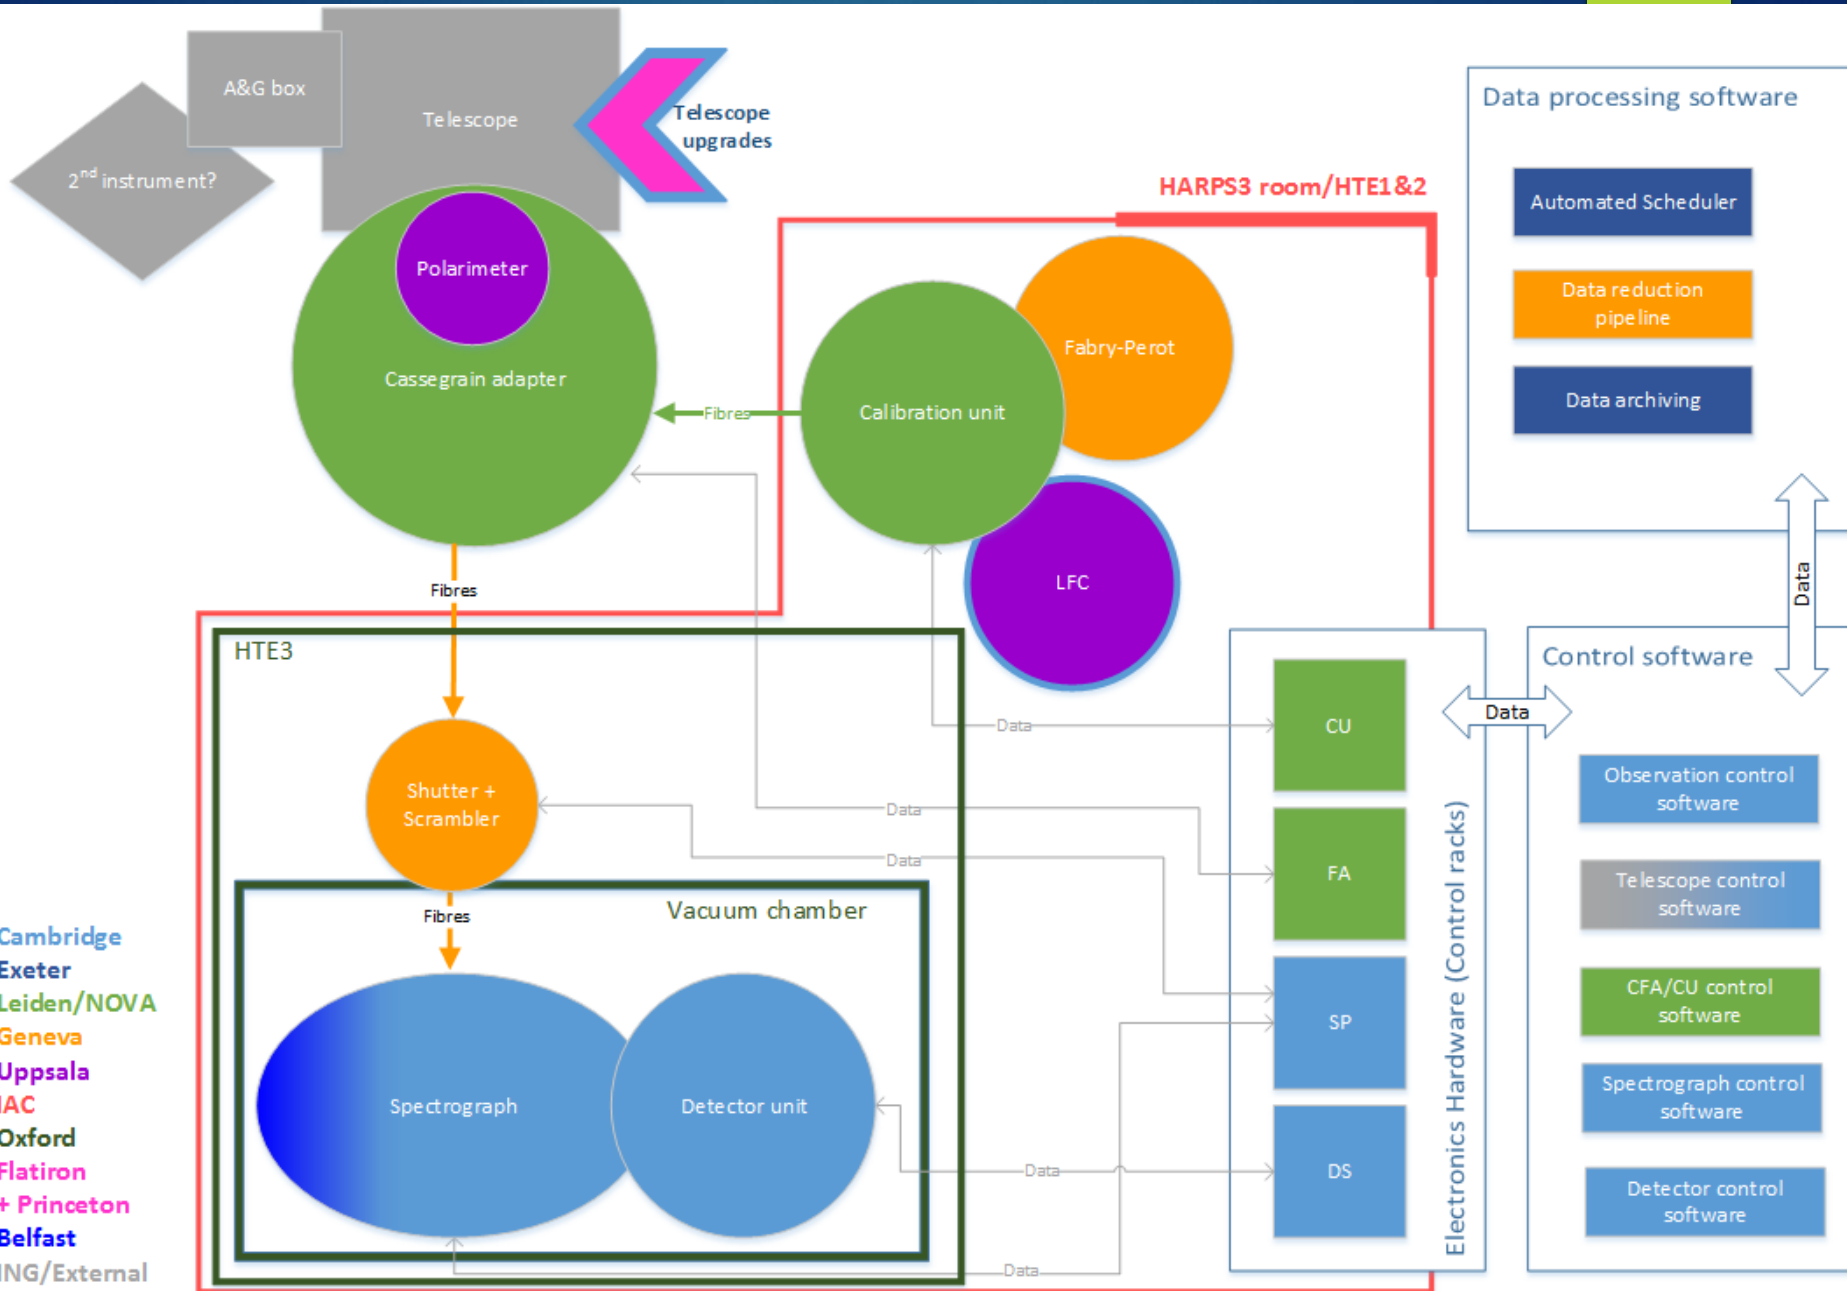 A&G box
Telescope
Telescope
upgrades
2nd instrument?
Polarimeter
Cassegrain adapter
Fibres
HARPS3 room/HTE1&2
Fabry-Perot
Calibration unit
LFC
Fibres
HTE3
Shutter +
Scrambler
Fibres
Vacuum chamber
Spectrograph
Detector unit
Data
Data
Data
Data
Data
CU
FA
SP
DS
Electronics Hardware (Control racks)
Data
Data processing software
Automated Scheduler
Data reduction
pipeline
Data archiving
Data
Control software
Observation control
software
Telescope control
software
CFA/CU control
software
Spectrograph control
software
Detector control
software
Cambridge
Exeter
Leiden/NOVA
Geneva
Uppsala
IAC
Oxford
Flatiron
+ Princeton
Belfast
ING/External